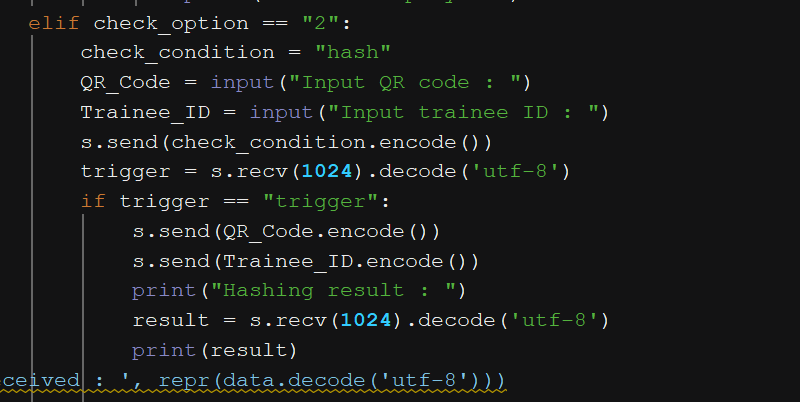 elif check_option == "2":
check_condition = "hash"
QR_Code = input("Input QR code : ")
Trainee_ID = input("Input trainee ID : ")
s.send(check_condition.encode())
trigger = s.recv(1024).decode('utf-8')
if trigger == "trigger":
s.send(QR_Code.encode())
s.send(Trainee_ID.encode())
print("Hashing result : ")
result = s.recv(1024).decode('utf-8')
print(result)
ceived : ', repr(data.decode('utf-8')))